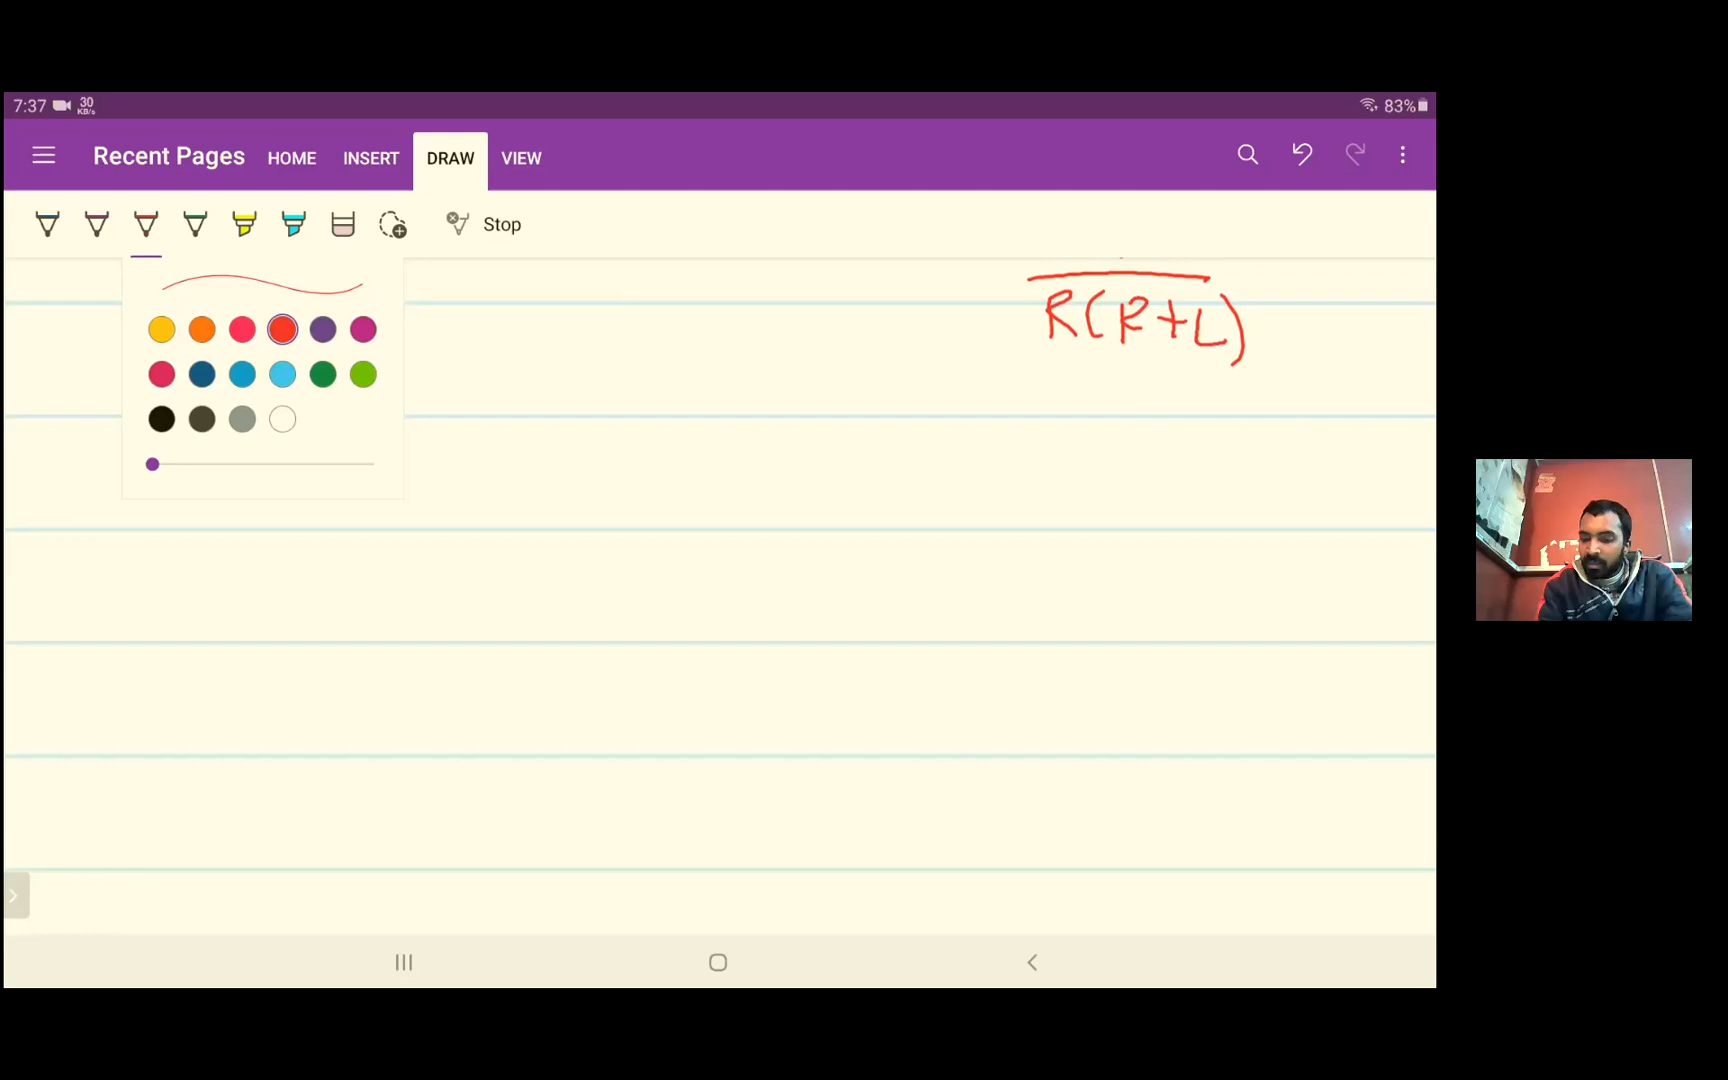 7:37 30 KB/s 83%
Recent Pages HOME INSERT DRAW VIEW
Stop
R(R+L)